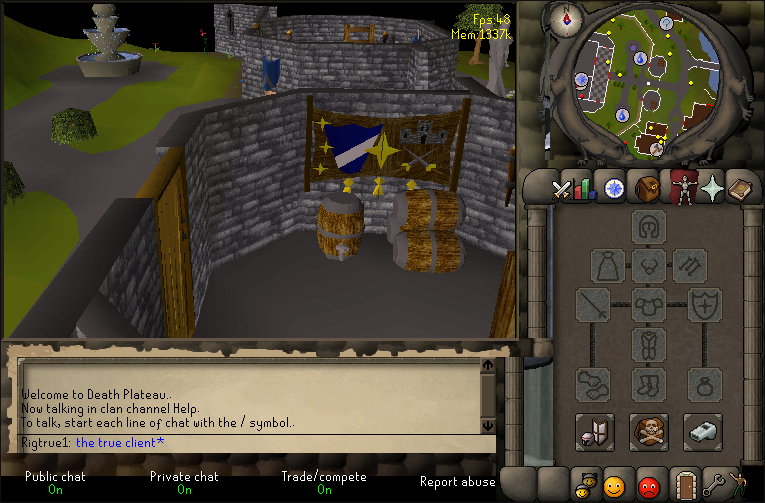 Fps:48
Mem:1337k
Welcome to Death Plateau..
Now talking in clan channel Help.
To talk, start each line of chat with the / symbol..
Rigtrue1: the true client*
Public chat
On
Private chat
On
Trade/compete
On
Report abuse